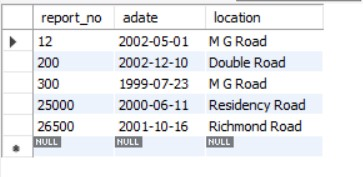 report_no adate location
12 2002-05-01 M G Road
200 2002-12-10 Double Road
300 1999-07-23 M G Road
25000 2000-06-11 Residency Road
26500 2001-10-16 Richmond Road
NULL NULL NULL